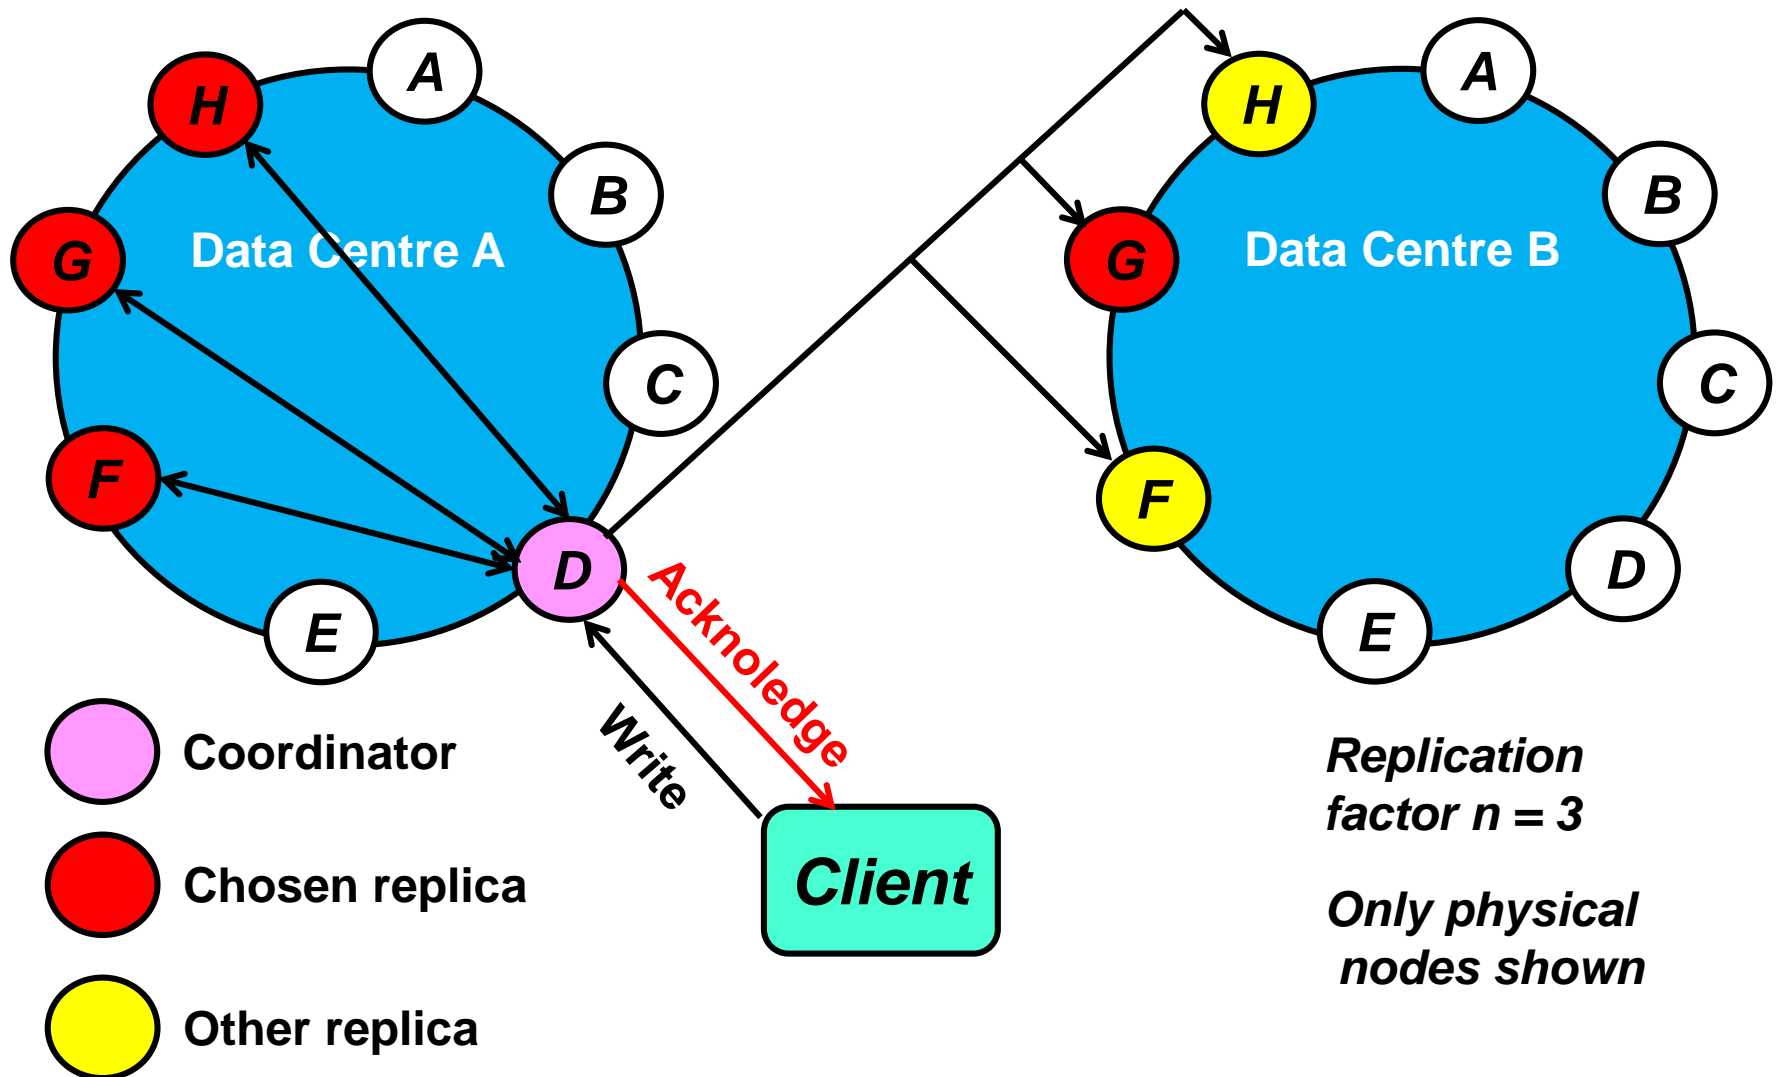 A
H
B
G
Data Centre A
C
F
D
E
A
H
B
G
Data Centre B
C
F
D
E
Acknoledge
Write
Client
Coordinator
Chosen replica
Other replica
Replication
factor n = 3
Only physical
nodes shown